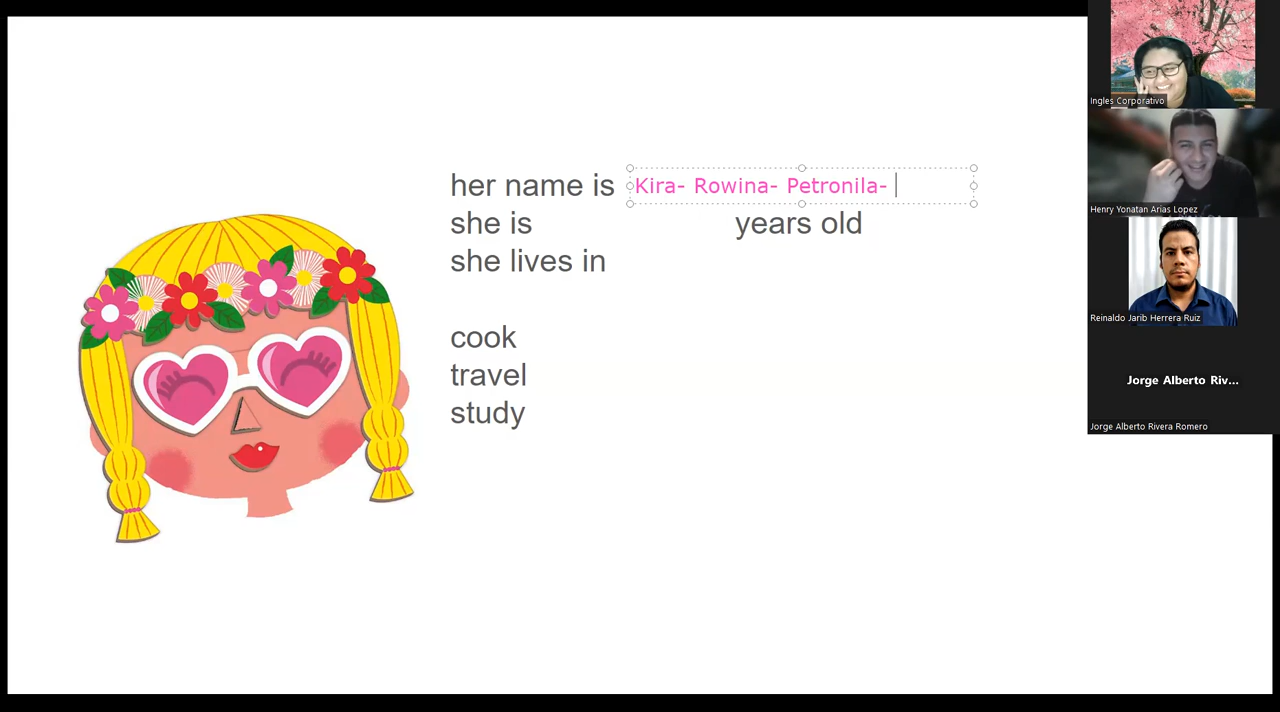 her name is Kira- Rowina- Petronila-
she is years old
she lives in
cook
travel
study
Ingles Corporativo
Henry Yonatan Arias Lopez
Reinaldo Jarib Herrera Ruiz
Jorge Alberto Riv...
Jorge Alberto Rivera Romero